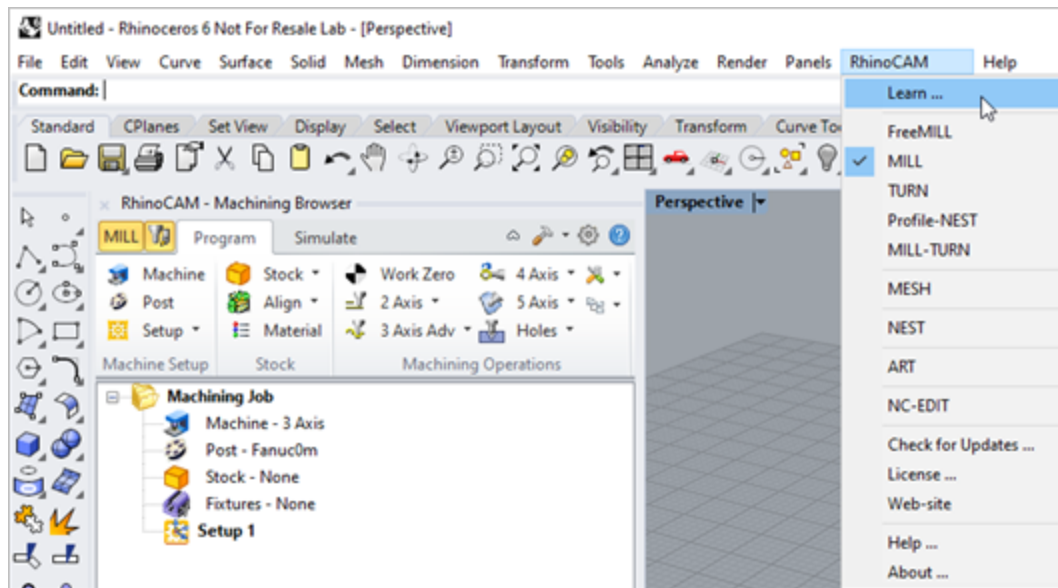 Untitled - Rhinoceros 6 Not For Resale Lab - [Perspective]
File Edit View Curve Surface Solid Mesh Dimension Transform Tools Analyze Render Panels RhinoCAM Help
Command:
Learn ...
Standard CPlanes Set View Display Select Viewport Layout Visibility Transform Curve To
FreeMILL
MILL
TURN
Profile-NEST
MILL-TURN
MESH
NEST
ART
NC-EDIT
Check for Updates ...
License ...
Web-site
Help ...
About ...
RhinoCAM - Machining Browser
Perspective
MILL Program Simulate
Machine Stock Work Zero 4 Axis
Post Align 2 Axis 5 Axis
Setup Material 3 Axis Adv Holes
Machine Setup Stock Machining Operations
Machining Job
Machine - 3 Axis
Post - Fanuc0m
Stock - None
Fixtures - None
Setup 1